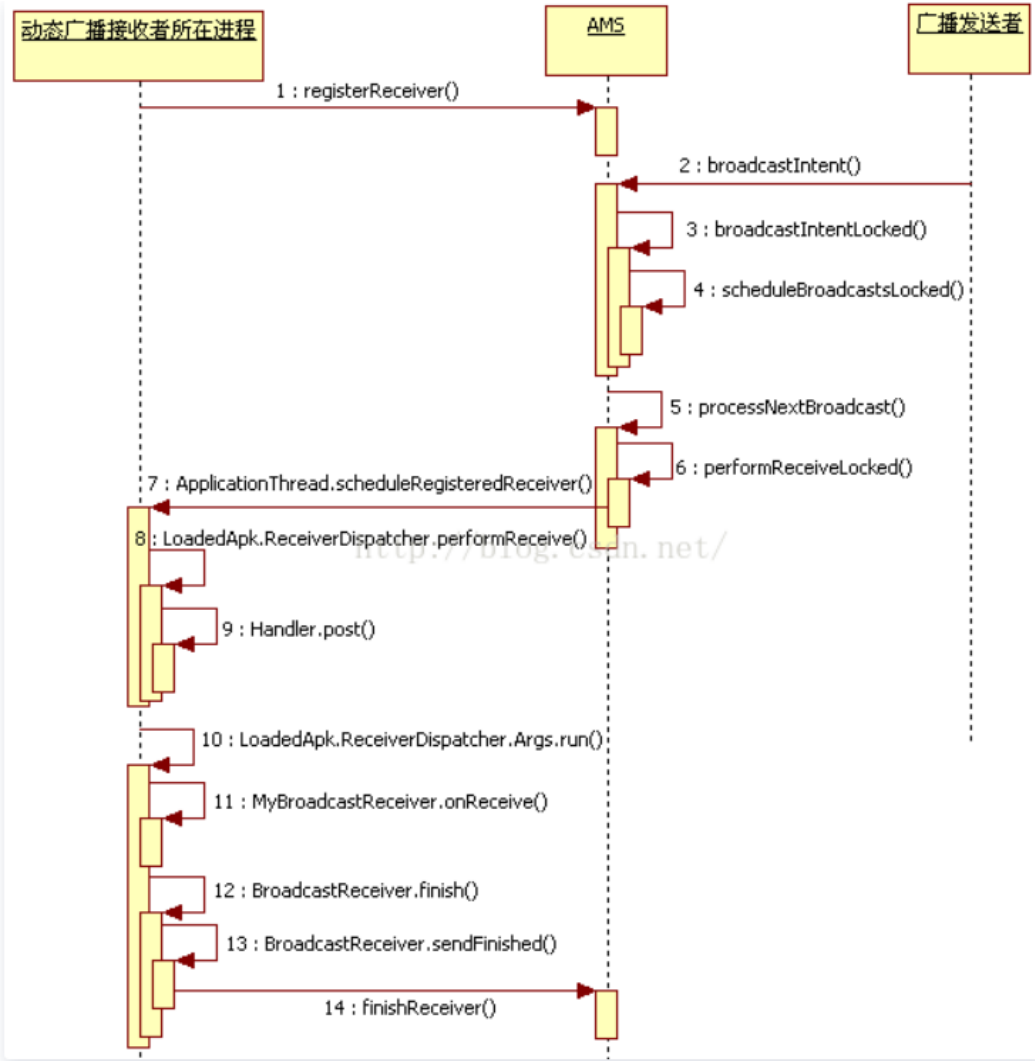 动态广播接收者所在进程
AMS
广播发送者
1 : registerReceiver()
2 : broadcastIntent()
3 : broadcastIntentLocked()
4 : scheduleBroadcastsLocked()
5 : processNextBroadcast()
6 : performReceiveLocked()
7 : ApplicationThread.scheduleRegisteredReceiver()
8 : LoadedApk.ReceiverDispatcher.performReceive()
http://blog.csdn.net/
9 : Handler.post()
10 : LoadedApk.ReceiverDispatcher.Args.run()
11 : MyBroadcastReceiver.onReceive()
12 : BroadcastReceiver.finish()
13 : BroadcastReceiver.sendFinished()
14 : finishReceiver()